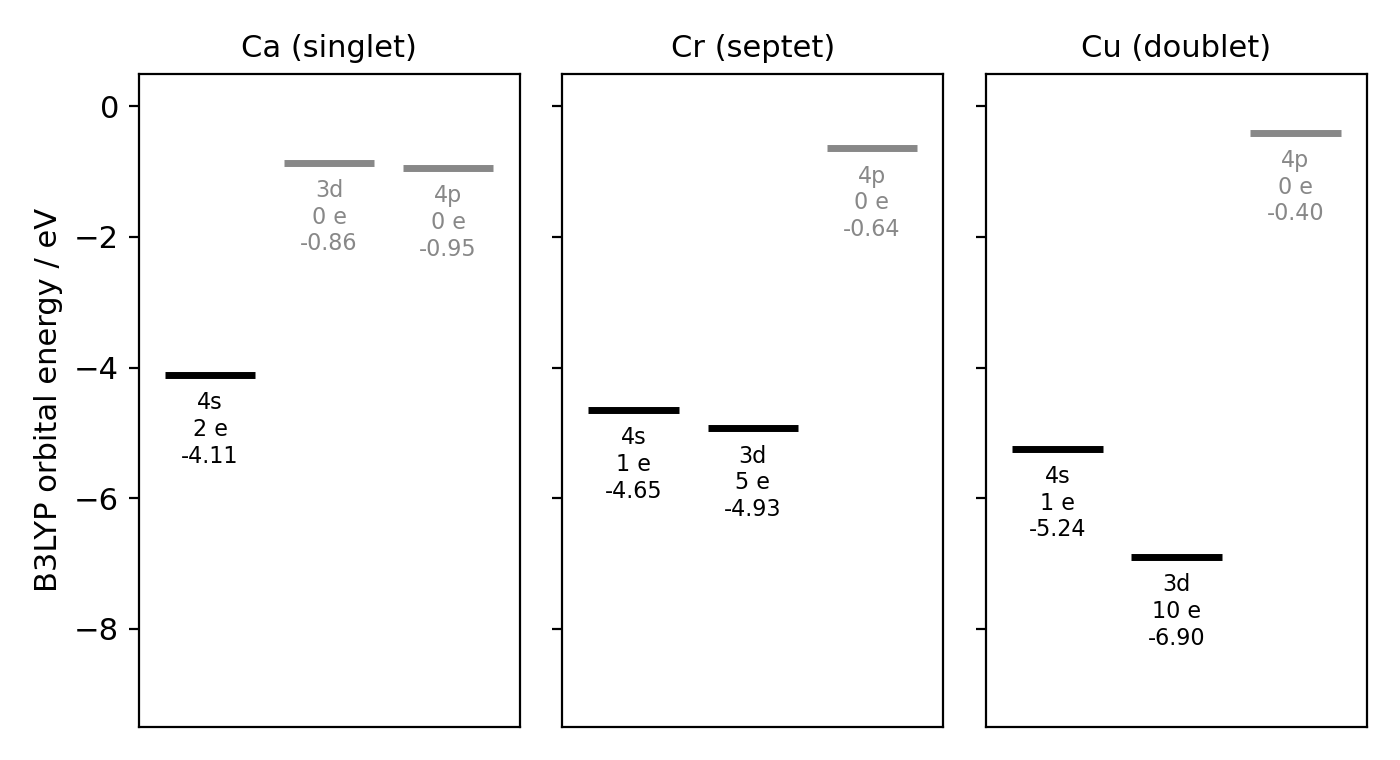 Ca (singlet)
Cr (septet)
Cu (doublet)
B3LYP orbital energy / eV
0
−2
−4
−6
−8
4s
2 e
-4.11
3d
0 e
-0.86
4p
0 e
-0.95
4s
1 e
-4.65
3d
5 e
-4.93
4p
0 e
-0.64
4s
1 e
-5.24
3d
10 e
-6.90
4p
0 e
-0.40